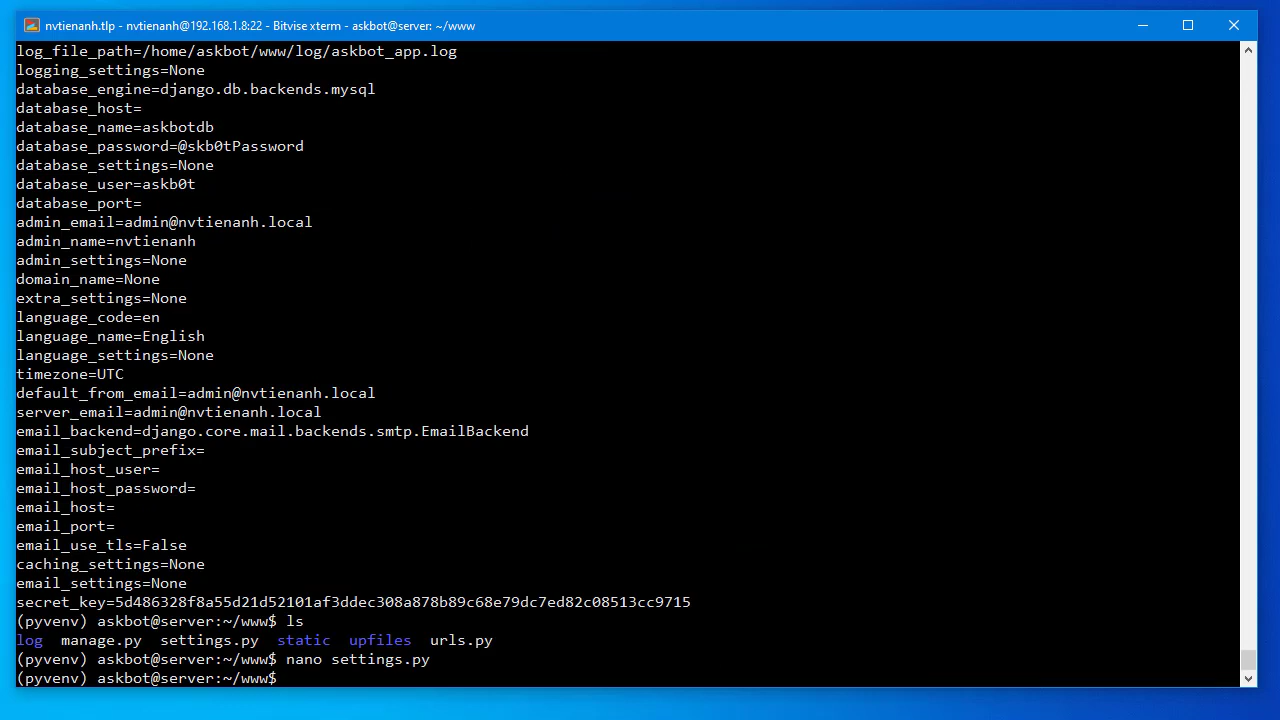 nvtienanh.tlp - nvtienanh@192.168.1.8:22 - Bitvise xterm - askbot@server: ~/www
log_file_path=/home/askbot/www/log/askbot_app.log
logging_settings=None
database_engine=django.db.backends.mysql
database_host=
database_name=askbotdb
database_password=@skb0tPassword
database_settings=None
database_user=askb0t
database_port=
admin_email=admin@nvtienanh.local
admin_name=nvtienanh
admin_settings=None
domain_name=None
extra_settings=None
language_code=en
language_name=English
language_settings=None
timezone=UTC
default_from_email=admin@nvtienanh.local
server_email=admin@nvtienanh.local
email_backend=django.core.mail.backends.smtp.EmailBackend
email_subject_prefix=
email_host_user=
email_host_password=
email_host=
email_port=
email_use_tls=False
caching_settings=None
email_settings=None
secret_key=5d486328f8a55d21d52101af3ddec308a878b89c68e79dc7ed82c08513cc9715
(pyvenv) askbot@server:~/www$ ls
log  manage.py  settings.py  static  upfiles  urls.py
(pyvenv) askbot@server:~/www$ nano settings.py
(pyvenv) askbot@server:~/www$